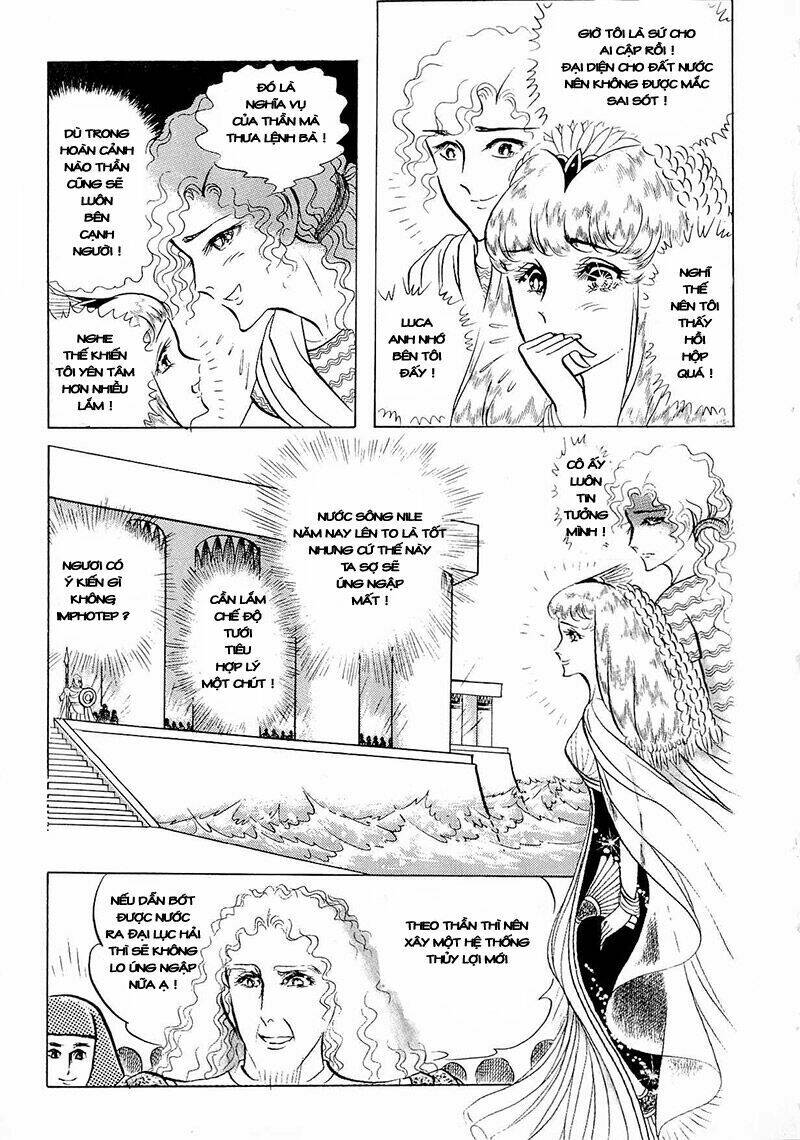 GIỜ TÔI LÀ SỨ CHO
AI CẬP RỒI !
ĐẠI DIỆN CHO ĐẤT NƯỚC
NÊN KHÔNG ĐƯỢC MẮC
SAI SÓT !
NGHĨ
THẾ
NÊN TÔI
THẤY
HỒI
HỘP
QUÁ !
LUCA
ANH NHỚ
BÊN TÔI
ĐẤY !
ĐÓ LÀ
NGHĨA VỤ
CỦA THẦN MÀ
THƯA LỆNH BÀ !
DÙ TRONG
HOÀN CẢNH
NÀO THẦN
CŨNG SẼ
LUÔN
BÊN
CẠNH
NGƯỜI !
NGHE
THẾ KHIẾN
TÔI YÊN TÂM
HƠN NHIỀU
LẮM !
CÔ ẤY
LUÔN
TIN
TƯỞNG
MÌNH !
NƯỚC SÔNG NILE
NĂM NAY LÊN TO LÀ TỐT
NHƯNG CỨ THẾ NÀY
TA SỢ SẼ
ÚNG NGẬP
MẤT !
CẦN LẮM
CHẾ ĐỘ
TƯỚI
TIÊU
HỢP LÝ
MỘT CHÚT !
NGƯƠI CÓ
Ý KIẾN GÌ
KHÔNG
IMPHOTEP ?
THEO THẦN THÌ NÊN
XÂY MỘT HỆ THỐNG
THỦY LỢI MỚI
NẾU DẪN BỚT
ĐƯỢC NƯỚC
RA ĐẠI LỤC HẢI
THÌ SẼ KHÔNG
LO ÚNG NGẬP
NỮA Ạ !